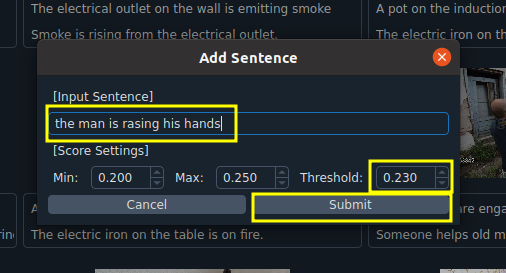 The electrical outlet on the wall is emitting smoke
A pot on the induction
Smoke is rising from the electrical outlet.
The electric iron on the
Add Sentence
[Input Sentence]
the man is rasing his hands
[Score Settings]
Min: 0.200 Max: 0.250 Threshold: 0.230
Cancel Submit
A
are enga
The electric iron on the table is on fire.
Someone helps old m